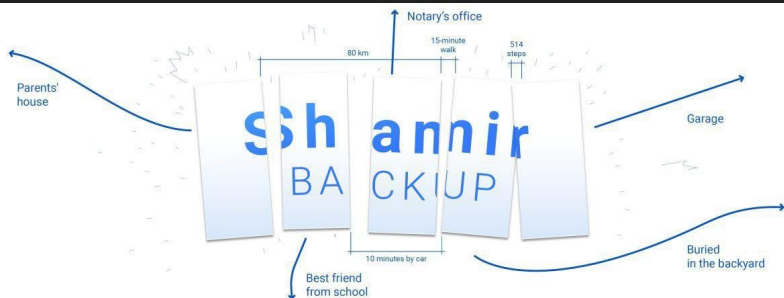 Notary's office
15-minute
walk
514
steps
80 km
Parents'
house
Shamir
BACKUP
Garage
10 minutes by car
Buried
in the backyard
Best friend
from school